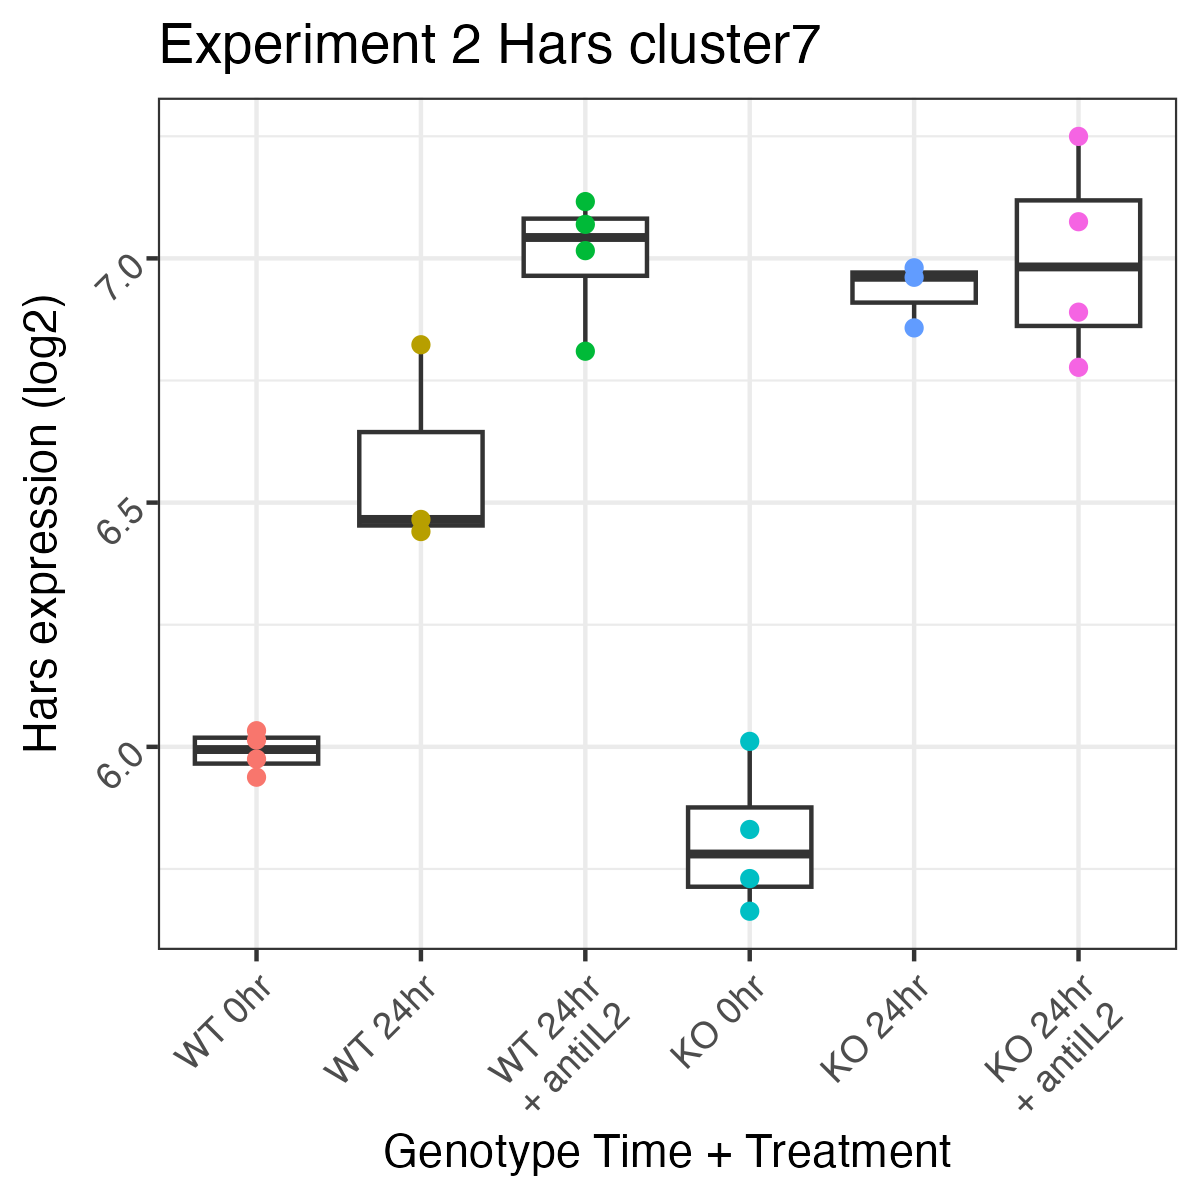 Experiment 2 Hars cluster7
Hars expression (log2)
7.0
6.5
6.0
WT 0hr
WT 24hr
WT 24hr
+ antiIL2
KO 0hr
KO 24hr
KO 24hr
+ antiIL2
Genotype Time + Treatment